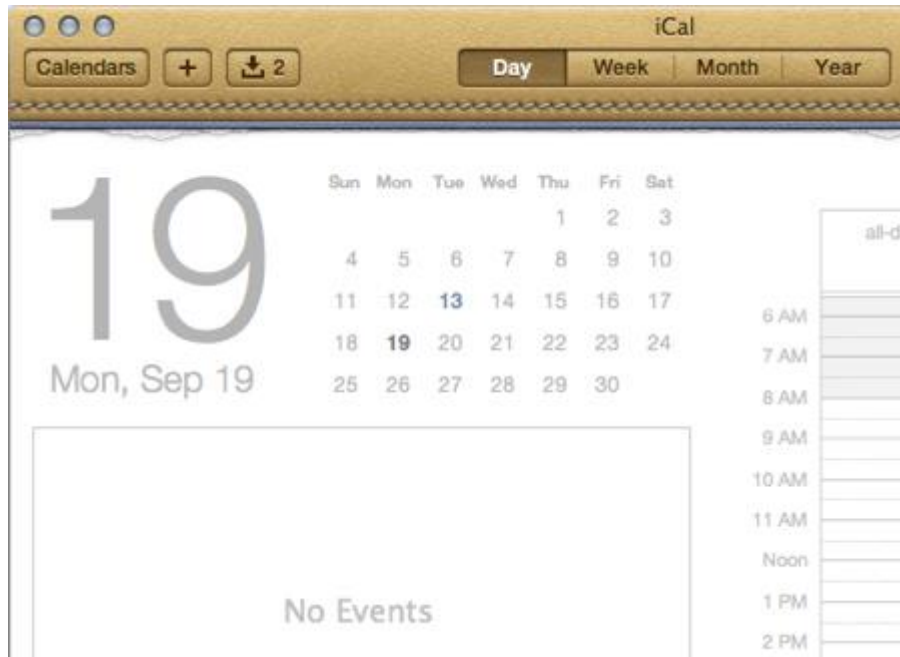 iCal
Calendars + 2 Day Week Month Year
19
Mon, Sep 19
Sun Mon Tue Wed Thu Fri Sat
1 2 3
4 5 6 7 8 9 10
11 12 13 14 15 16 17
18 19 20 21 22 23 24
25 26 27 28 29 30
No Events
all-d
6 AM
7 AM
8 AM
9 AM
10 AM
11 AM
Noon
1 PM
2 PM